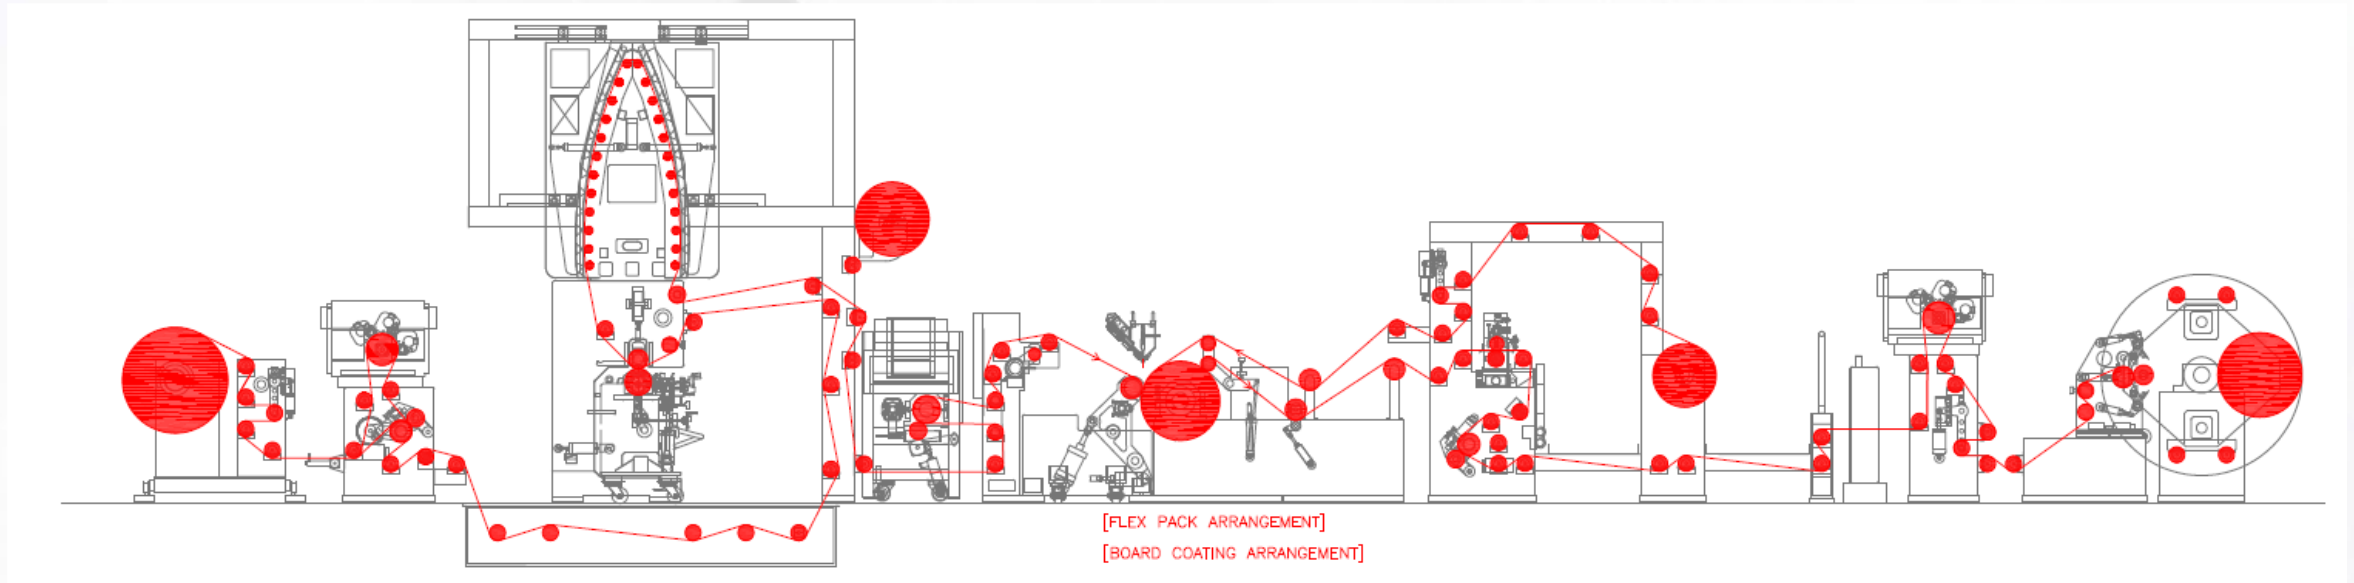 [FLEX PACK ARRANGEMENT]
[BOARD COATING ARRANGEMENT]